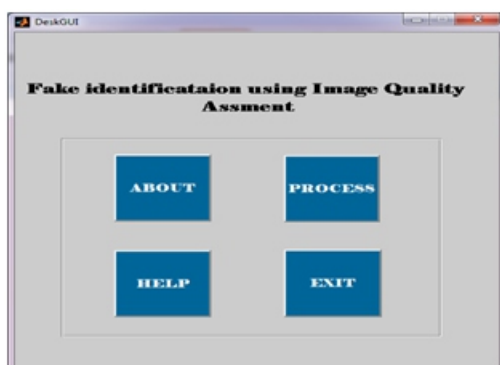 DeskGUI
Fake identificataion using Image Quality
Assment
ABOUT PROCESS
HELP EXIT